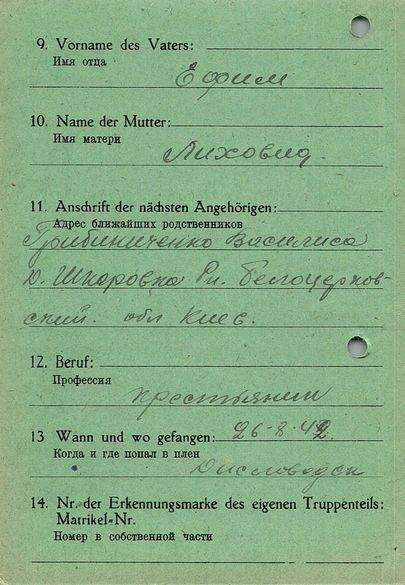 9. Vorname des Vaters:
Имя отца
Ефим
10. Name der Mutter:
Имя матери
Лиховид.
11. Anschrift der nächsten Angehörigen:
Адрес ближайших родственников
Грибиниченко Василиса
д. Шкаровка Рн. Белоцерков-
ский. обл Киев.
12. Beruf:
Профессия
крестьянин
13 Wann und wo gefangen: 26-8-42
Когда и где попал в плен
14. Nr. der Erkennungsmarke des eigenen Truppenteils:
Matrikel-Nr.
Номер в собственной части